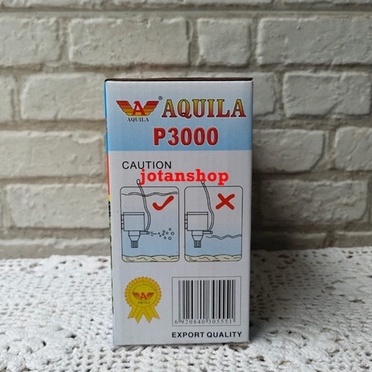 AQUILA
AQUILA
P3000
CAUTION
jotanshop
EXPORT QUALITY